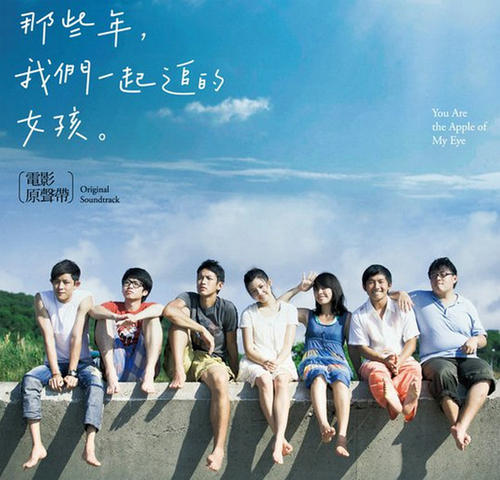 那些年，
我們一起追的
女孩。
You Are
the Apple of
My Eye
電影
原聲帶
Original
Soundtrack